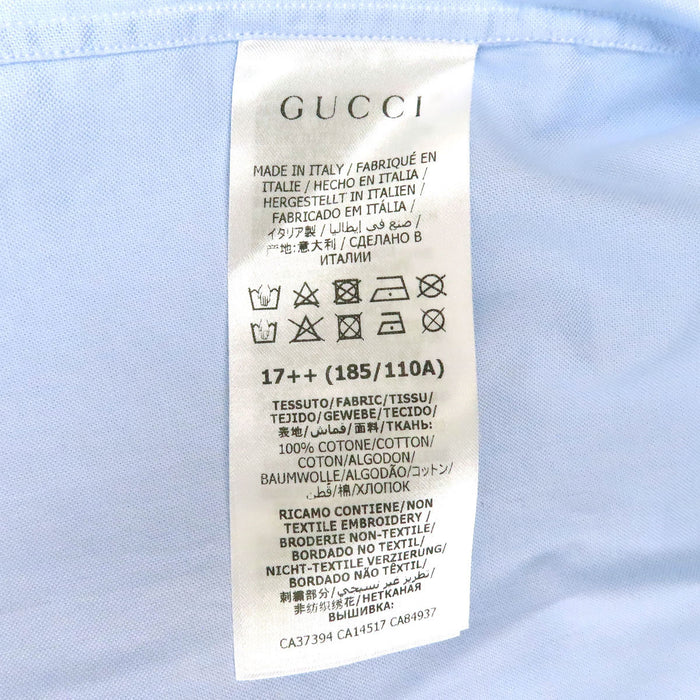 GUCCI
MADE IN ITALY / FABRIQUÉ EN
ITALIE / HECHO EN ITALIA /
HERGESTELLT IN ITALIEN /
FABRICADO EM ITÁLIA /
イタリア製 / صنع في إيطاليا /
产地:意大利 / СДЕЛАНО В
ИТАЛИИ
17++ (185/110A)
TESSUTO/FABRIC/TISSU/
TEJIDO/GEWEBE/TECIDO/
表地/قماش/面料/ТКАНЬ:
100% COTONE/COTTON/
COTON/ALGODON/
BAUMWOLLE/ALGODÃO/コットン/
قطن/棉/ХЛОПОК
RICAMO CONTIENE/NON
TEXTILE EMBROIDERY/
BRODERIE NON-TEXTILE/
BORDADO NO TEXTIL/
NICHT-TEXTILE VERZIERUNG/
BORDADO NÃO TÊXTIL/
刺繍部分/تطريز غير نسيجي/
非纺织绣花/НЕТКАНАЯ
ВЫШИВКА:
CA37394 CA14517 CA84937